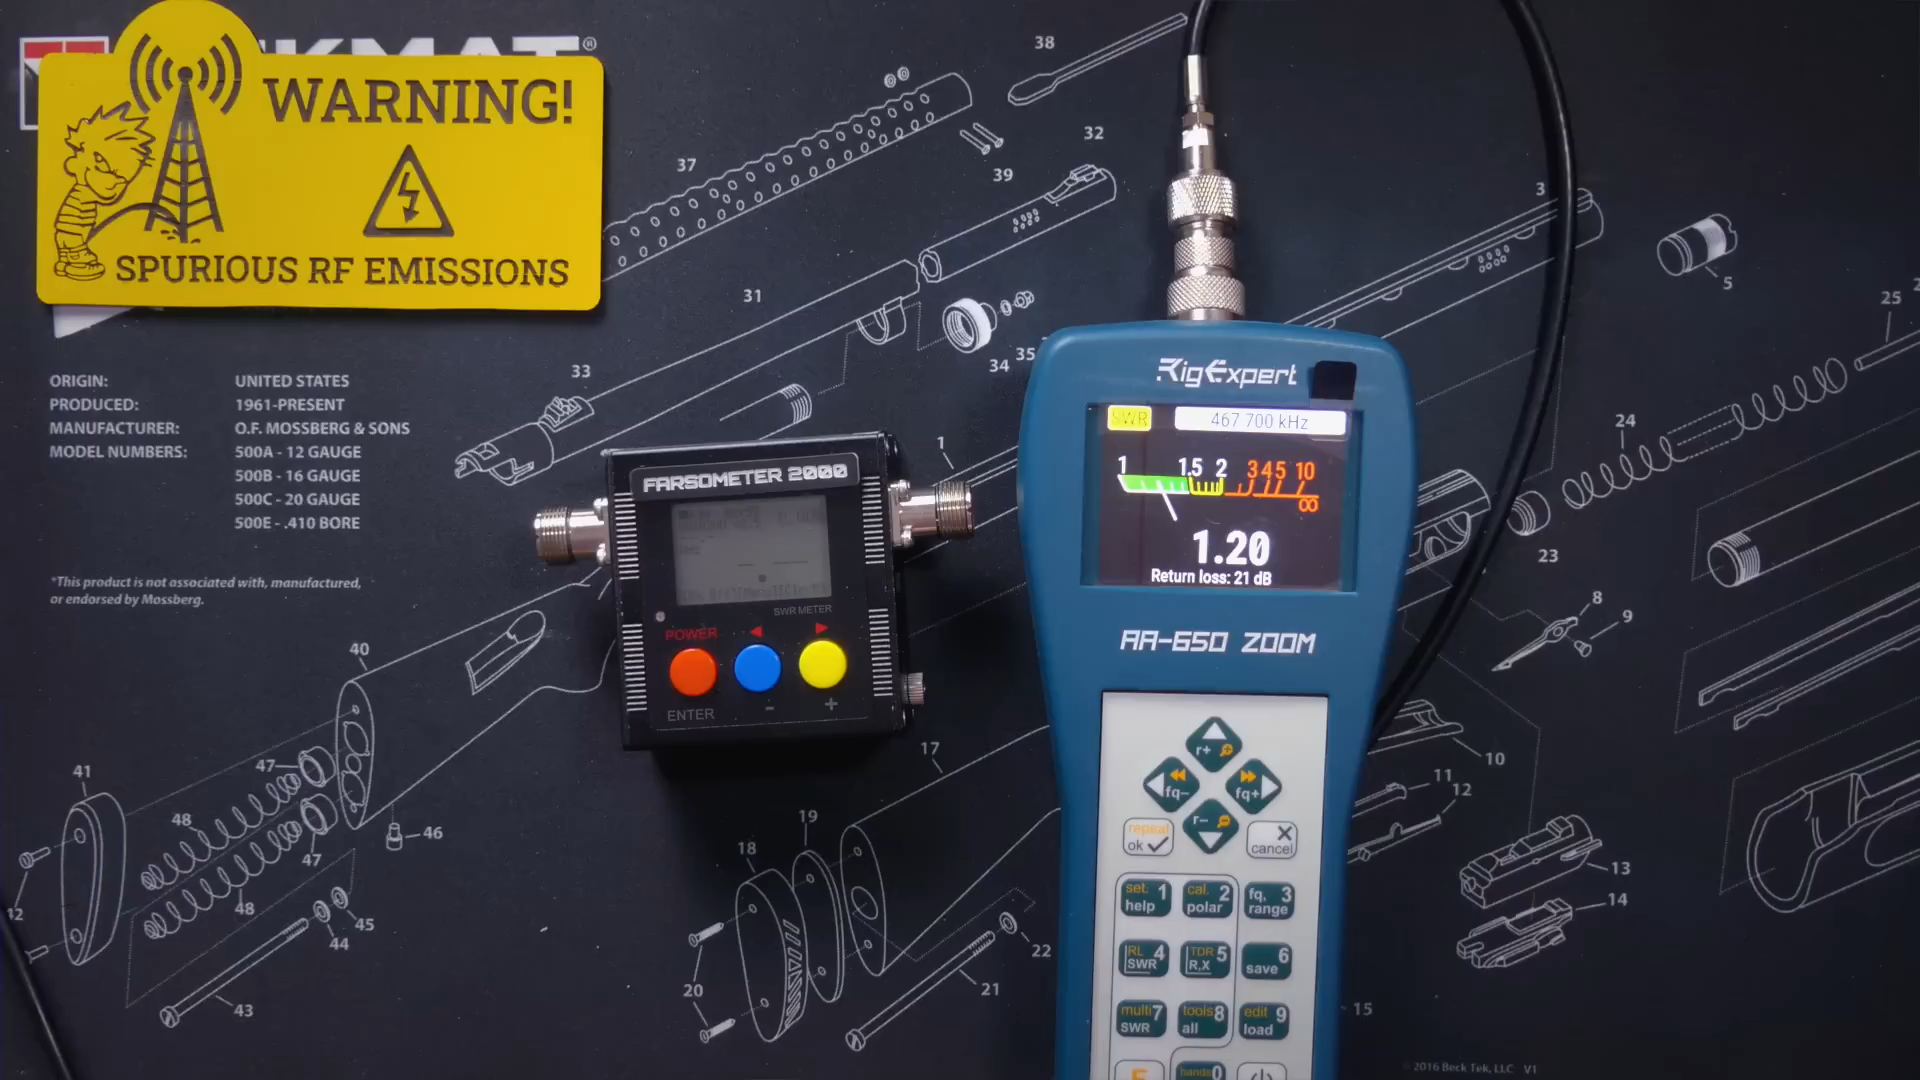 WARNING!
SPURIOUS RF EMISSIONS
ORIGIN: UNITED STATES
PRODUCED: 1961-PRESENT
MANUFACTURER: O.F. MOSSBERG & SONS
MODEL NUMBERS: 500A - 12 GAUGE
500B - 16 GAUGE
500C - 20 GAUGE
500E - .410 BORE
*This product is not associated with, manufactured,
or endorsed by Mossberg.
38
37
32
39
3
31
5
25
33
34
35
1
24
23
8
9
40
17
10
41
47
11
12
48
46
19
47
18
13
48
12
45
44
22
14
20
21
43
15
FARSOMETER 2000
SWR METER
POWER
ENTER - +
RigExpert
SWR 467 700 kHz
1 1.5 2 3 4 5 10
∞
1.20
Return loss: 21 dB
AA-650 ZOOM
r+
fq- fq+
r-
repeat
ok
cancel
set. 1
help
cal. 2
polar
fq, 3
range
RL 4
SWR
TDR 5
R,X
6
save
multi 7
SWR
tools 8
all
edit 9
load
F
0
© 2016 Beck Tek, LLC V1